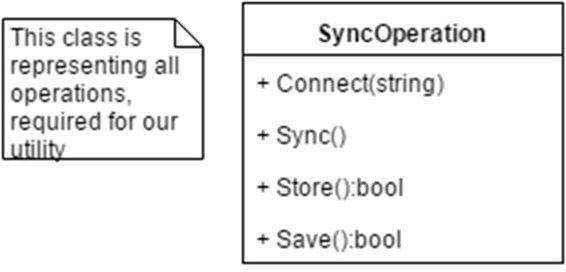 This class is
representing all
operations,
required for our
utility
SyncOperation
+ Connect(string)
+ Sync()
+ Store():bool
+ Save():bool